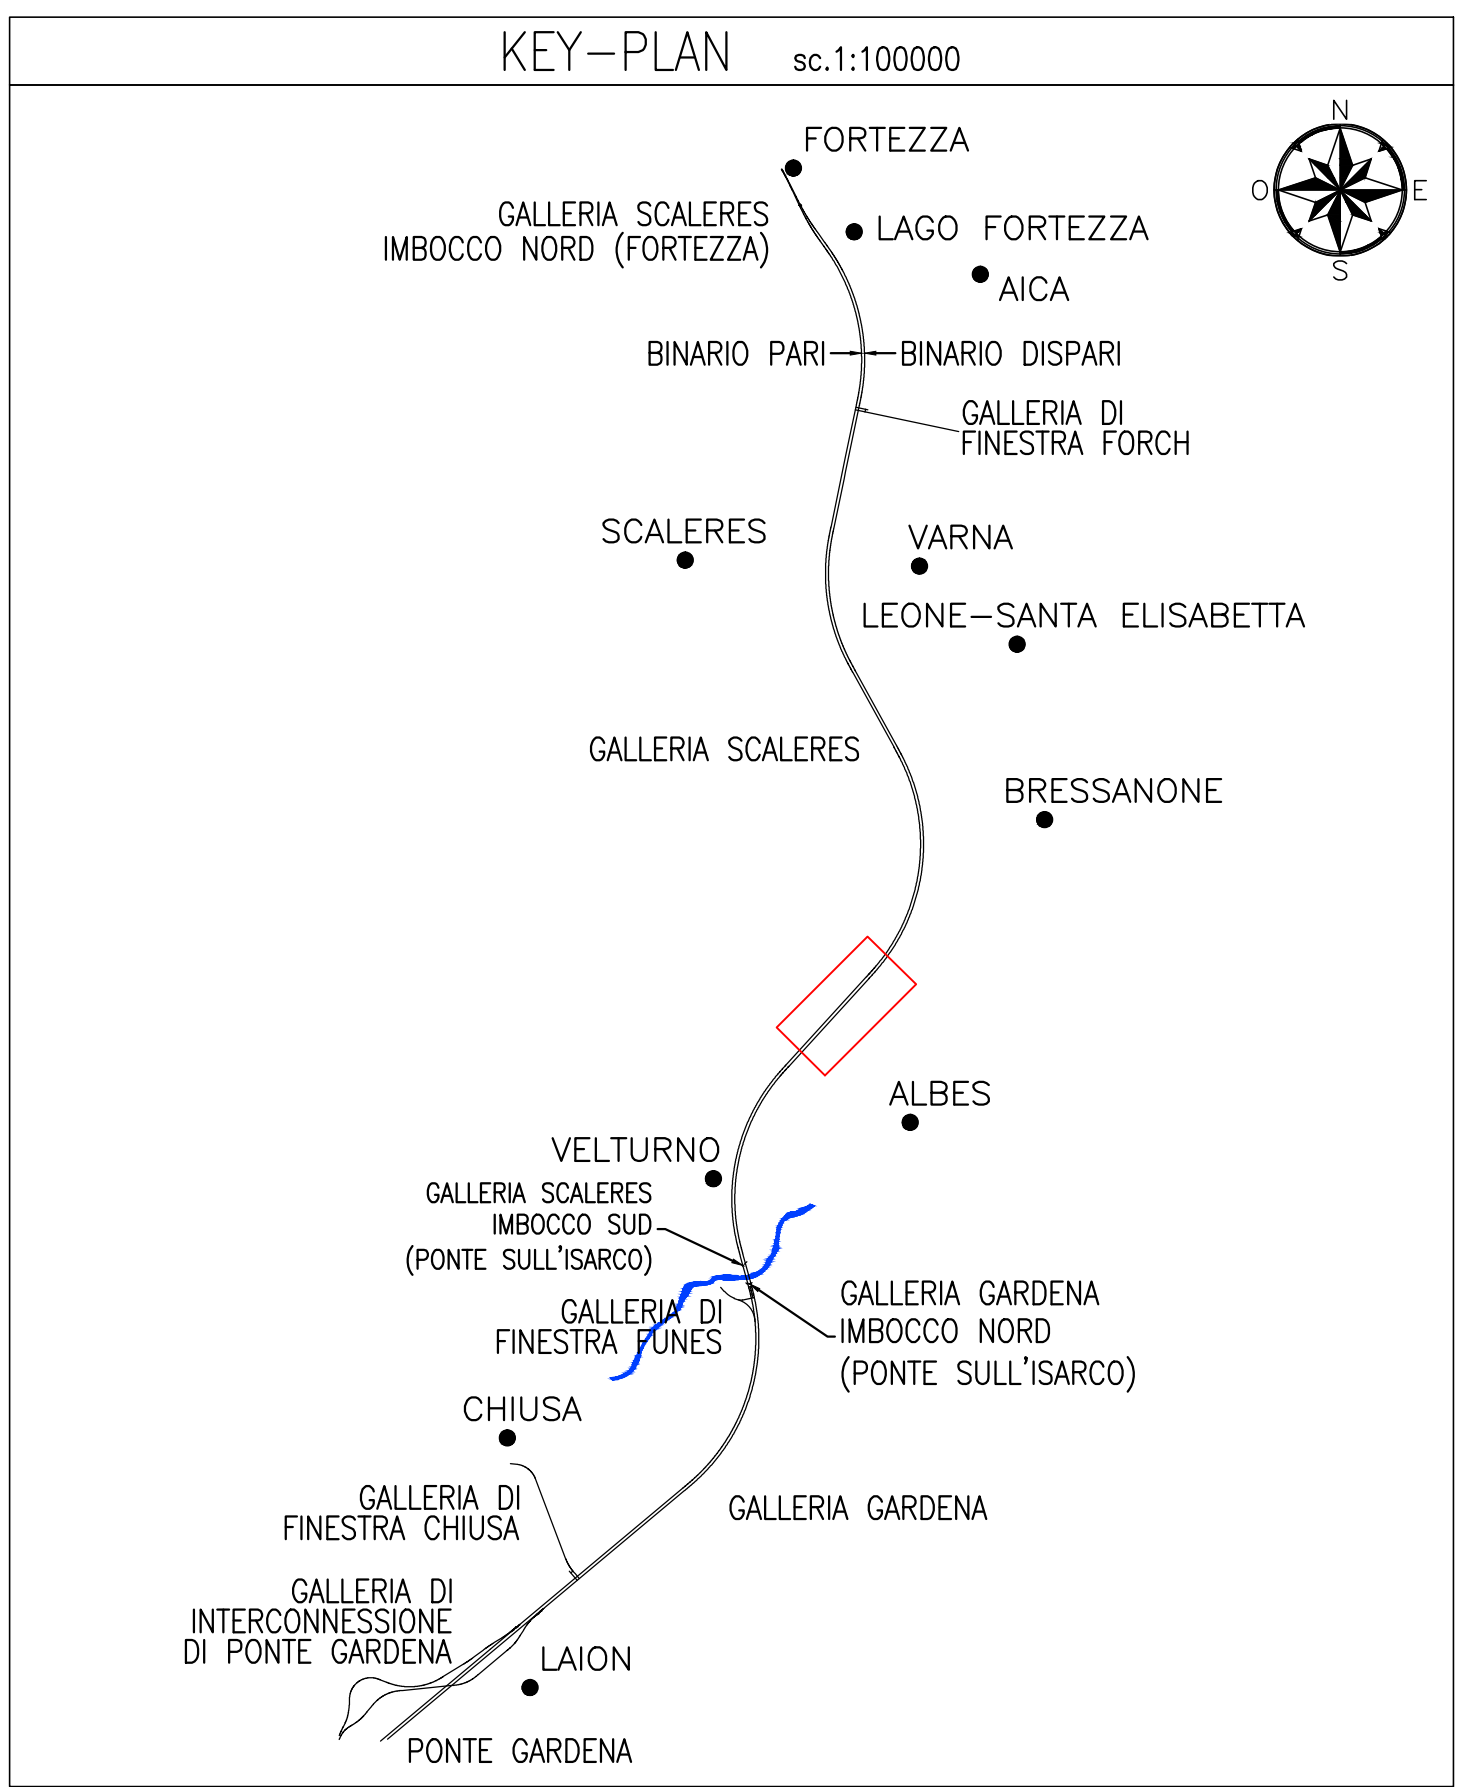 KEY-PLAN sc.1:100000
N
FORTEZZA
O
E
GALLERIA SCALERES
IMBOCCO NORD (FORTEZZA)
LAGO FORTEZZA
S
AICA
BINARIO PARI
BINARIO DISPARI
GALLERIA DI
FINESTRA FORCH
SCALERES
VARNA
LEONE-SANTA ELISABETTA
GALLERIA SCALERES
BRESSANONE
ALBES
VELTURNO
GALLERIA SCALERES
IMBOCCO SUD
(PONTE SULL'ISARCO)
GALLERIA GARDENA
IMBOCCO NORD
(PONTE SULL'ISARCO)
GALLERIA DI
FINESTRA FUNES
CHIUSA
GALLERIA DI
FINESTRA CHIUSA
GALLERIA GARDENA
GALLERIA DI
INTERCONNESSIONE
DI PONTE GARDENA
LAION
PONTE GARDENA